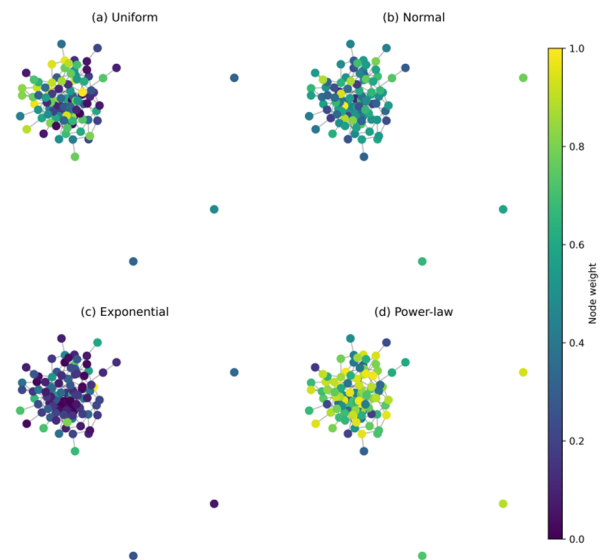 (a) Uniform
(b) Normal
(c) Exponential
(d) Power-law
1.0
0.8
0.6
0.4
0.2
0.0
Node weight